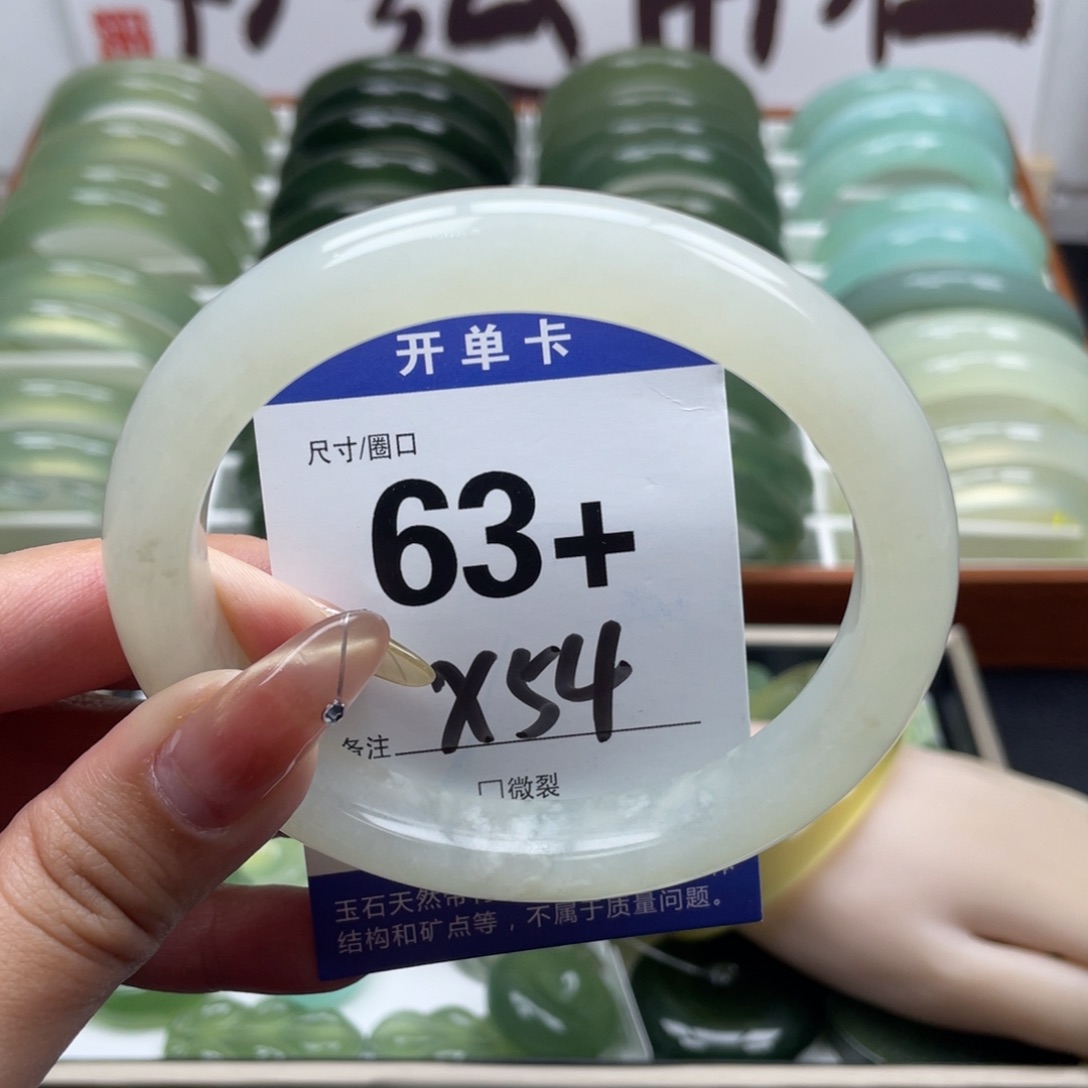 开单卡
尺寸/圈口
63+
X54
备注
微裂
玉石天然带
结构和矿点等，不属于质量问题。